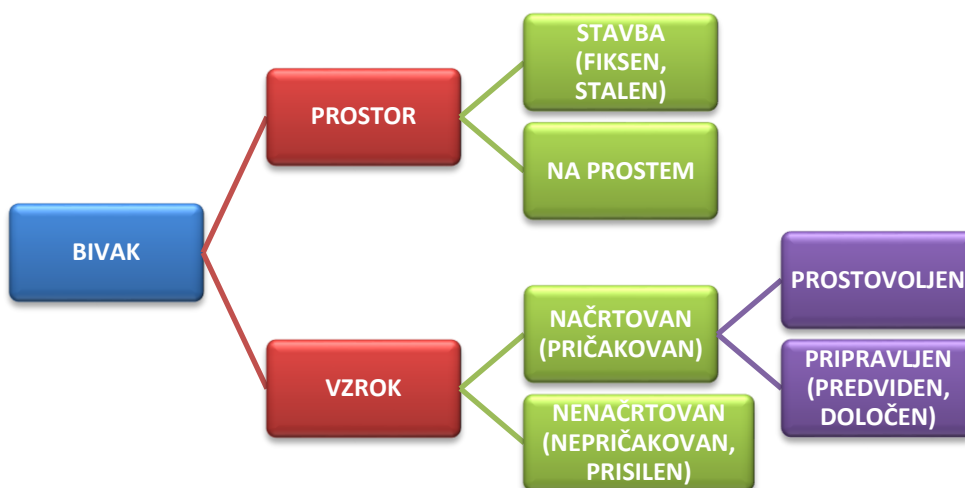 BIVAK
PROSTOR
STAVBA
(FIKSEN,
STALEN)
NA PROSTEM
VZROK
NAČRTOVAN
(PRIČAKOVAN)
PROSTOVOLJEN
PRIPRAVLJEN
(PREDVIDEN,
DOLOČEN)
NENAČRTOVAN
(NEPRIČAKOVAN,
PRISILEN)